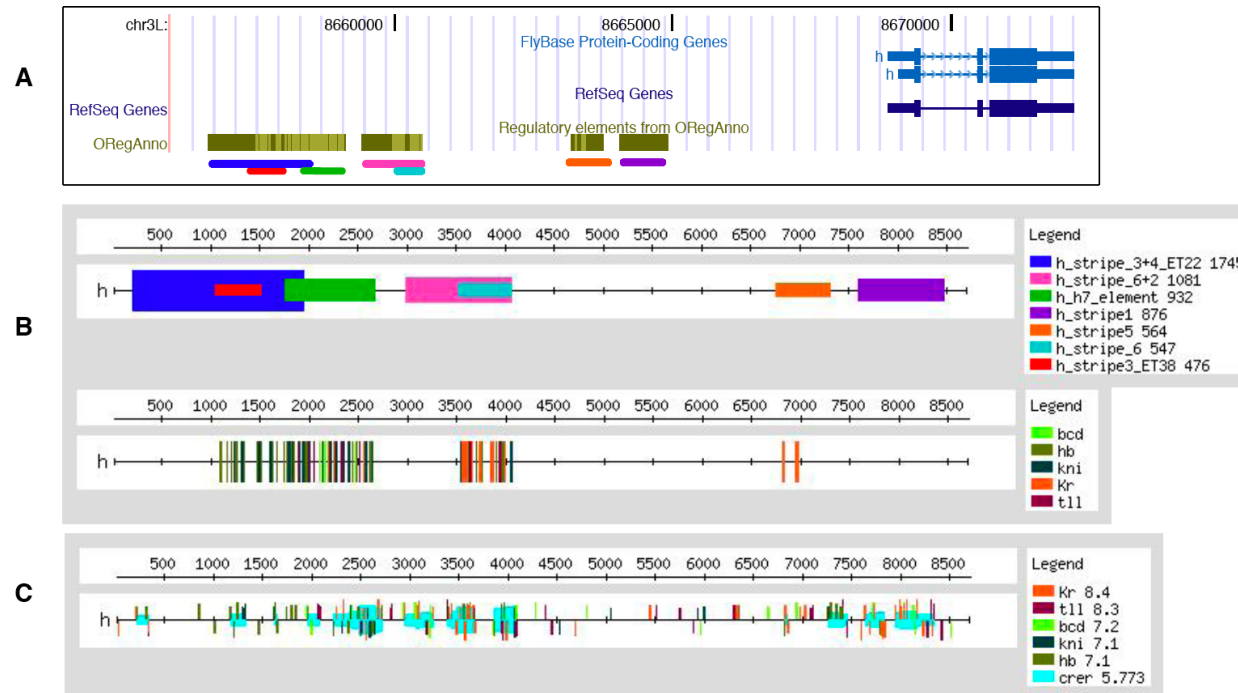 A
chr3L: 8660000 8665000 8670000
FlyBase Protein-Coding Genes
h
h
RefSeq Genes
RefSeq Genes
Regulatory elements from ORegAnno
ORegAnno
B
500 1000 1500 2000 2500 3000 3500 4000 4500 5000 5500 6000 6500 7000 7500 8000 8500
h
Legend
h_stripe_3+4_ET22 1745
h_stripe_6+2 1081
h_h7_element 932
h_stripe1 876
h_stripe5 564
h_stripe_6 547
h_stripe3_ET38 476
500 1000 1500 2000 2500 3000 3500 4000 4500 5000 5500 6000 6500 7000 7500 8000 8500
h
Legend
bcd
hb
kni
Kr
tll
C
500 1000 1500 2000 2500 3000 3500 4000 4500 5000 5500 6000 6500 7000 7500 8000 8500
h
Legend
Kr 8.4
tll 8.3
bcd 7.2
kni 7.1
hb 7.1
crer 5.773